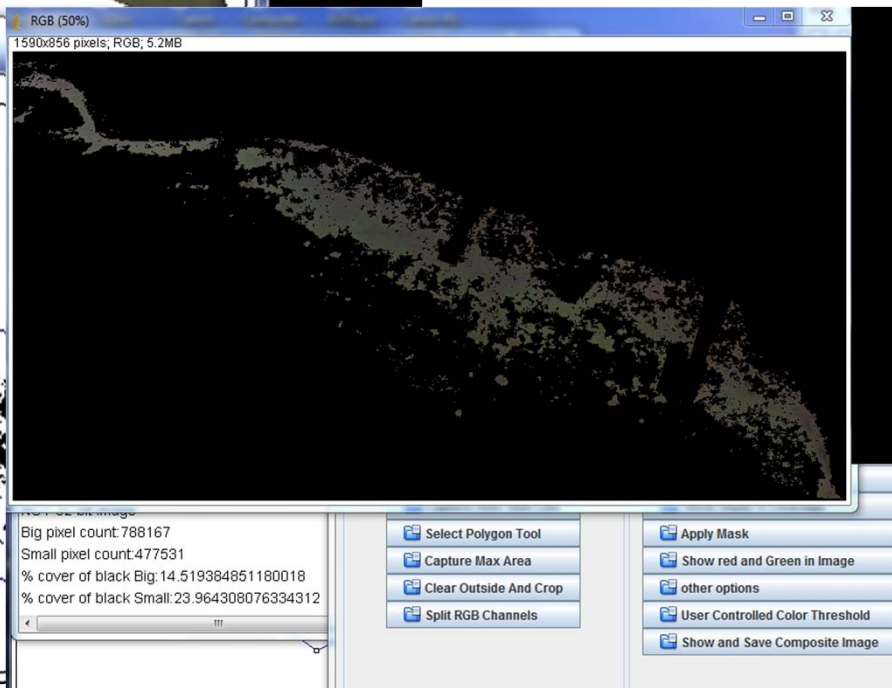 RGB (50%)
1590x856 pixels; RGB; 5.2MB
Big pixel count:788167
Small pixel count:477531
% cover of black Big:14.519384851180018
% cover of black Small:23.964308076334312
Select Polygon Tool
Capture Max Area
Clear Outside And Crop
Split RGB Channels
Apply Mask
Show red and Green in Image
other options
User Controlled Color Threshold
Show and Save Composite Image